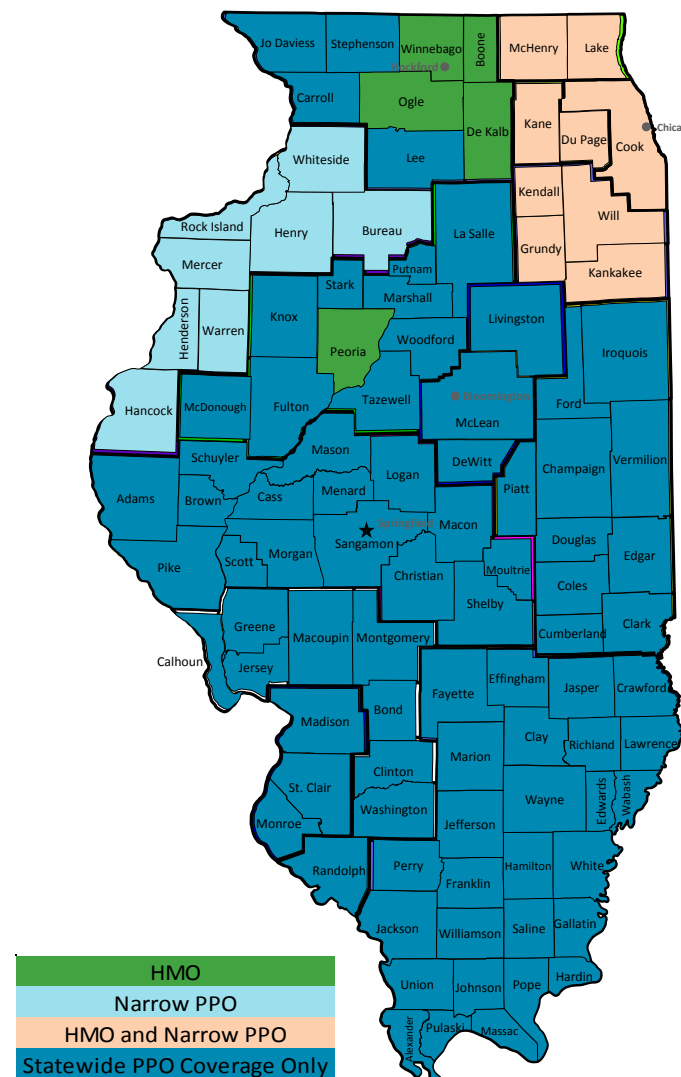 Jo Daviess
Stephenson
Winnebago
Boone
McHenry
Lake
Rockford
Carroll
Ogle
De Kalb
Kane
Du Page
Cook
Chica
Whiteside
Lee
Kendall
Will
Rock Island
Henry
Bureau
La Salle
Grundy
Mercer
Putnam
Kankakee
Stark
Marshall
Henderson
Warren
Knox
Peoria
Woodford
Livingston
Iroquois
Hancock
McDonough
Fulton
Tazewell
Bloomington
McLean
Ford
Schuyler
Mason
Logan
DeWitt
Champaign
Vermilion
Adams
Brown
Cass
Menard
Piatt
Macon
Springfield
Sangamon
Douglas
Edgar
Pike
Scott
Morgan
Christian
Moultrie
Coles
Shelby
Greene
Macoupin
Montgomery
Cumberland
Clark
Calhoun
Jersey
Fayette
Effingham
Jasper
Crawford
Madison
Bond
Clay
Richland
Lawrence
Marion
St. Clair
Clinton
Wayne
Edwards
Wabash
Monroe
Washington
Jefferson
Randolph
Perry
Hamilton
White
Franklin
Jackson
Williamson
Saline
Gallatin
Union
Johnson
Pope
Hardin
Alexander
Pulaski
Massac
HMO
Narrow PPO
HMO and Narrow PPO
Statewide PPO Coverage Only